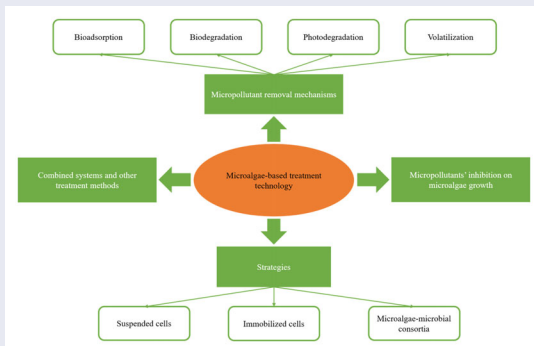 Bioadsorption
Biodegradation
Photodegradation
Volatilization
Micropollutant removal mechanisms
Combined systems and other
treatment methods
Microalgae-based treatment
technology
Micropollutants' inhibition on
microalgae growth
Strategies
Suspended cells
Immobilized cells
Microalgae-microbial
consortia